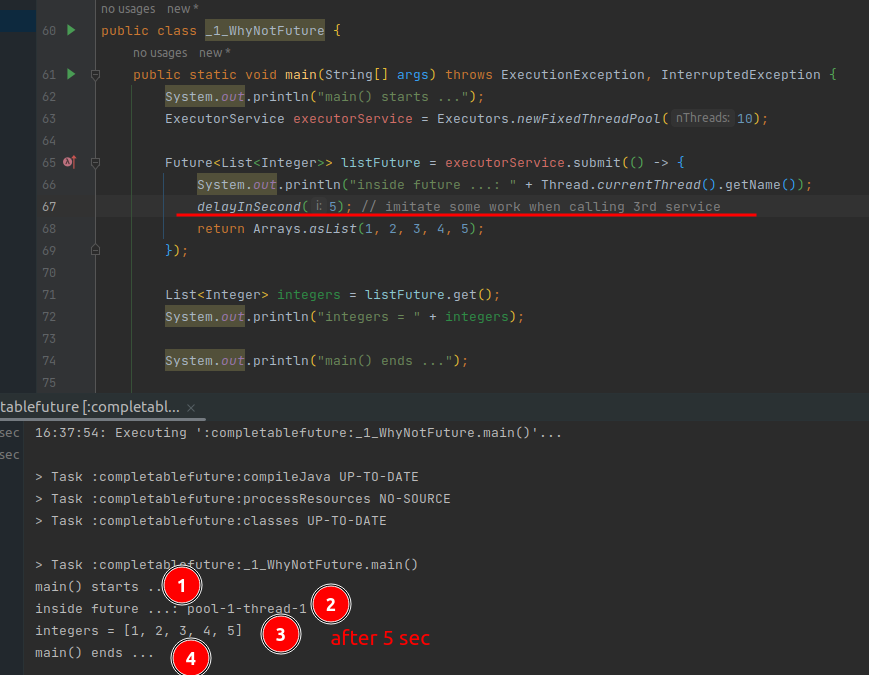 no usages   new *
60 public class _1_WhyNotFuture {
no usages   new *
61 public static void main(String[] args) throws ExecutionException, InterruptedException {
62 System.out.println("main() starts ...");
63 ExecutorService executorService = Executors.newFixedThreadPool( nThreads: 10);
64
65 Future<List<Integer>> listFuture = executorService.submit(() -> {
66 System.out.println("inside future ...: " + Thread.currentThread().getName());
67 delayInSecond( i: 5); // imitate some work when calling 3rd service
68 return Arrays.asList(1, 2, 3, 4, 5);
69 });
70
71 List<Integer> integers = listFuture.get();
72 System.out.println("integers = " + integers);
73
74 System.out.println("main() ends ...");
75
tablefuture [:completabl... ×
sec 16:37:54: Executing ':completablefuture:_1_WhyNotFuture.main()'...
sec
> Task :completablefuture:compileJava UP-TO-DATE
> Task :completablefuture:processResources NO-SOURCE
> Task :completablefuture:classes UP-TO-DATE
> Task :completablefuture:_1_WhyNotFuture.main()
main() starts .. 1
inside future ...: pool-1-thread-1 2
integers = [1, 2, 3, 4, 5] 3 after 5 sec
main() ends ... 4